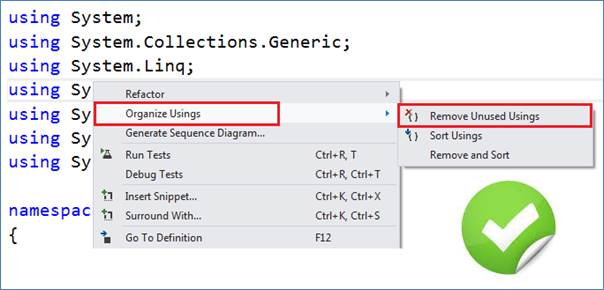 using System;
using System.Collections.Generic;
using System.Linq;
using Sy
using Sy
using Sy
using Sy
namespac
{
Refactor
Organize Usings
Generate Sequence Diagram...
Run Tests Ctrl+R, T
Debug Tests Ctrl+R, Ctrl+T
Insert Snippet... Ctrl+K, Ctrl+X
Surround With... Ctrl+K, Ctrl+S
Go To Definition F12
Remove Unused Usings
Sort Usings
Remove and Sort